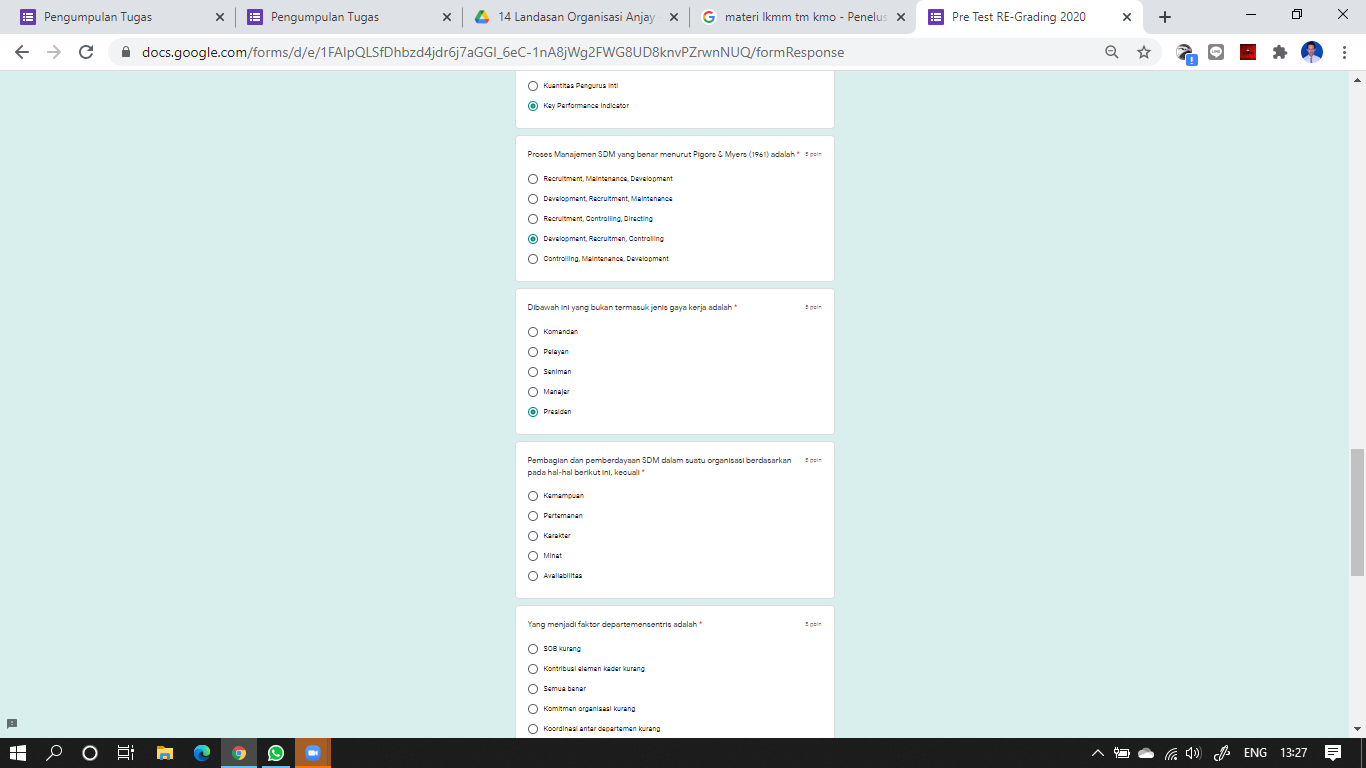 Pengumpulan Tugas
Pengumpulan Tugas
14 Landasan Organisasi Anjay
materi lkmm tm kmo - Penelus
Pre Test RE-Grading 2020
docs.google.com/forms/d/e/1FAIpQLSfDhbzd4jdr6j7aGGI_6eC-1nA8jWg2FWG8UD8knvPZrwnNUQ/formResponse
Kuantitas Pengurus Inti
Key Performance Indicator
Proses Manajemen SDM yang benar menurut Pigors & Myers (1961) adalah * 5 poin
Recruitment, Maintenance, Development
Development, Recruitment, Maintenance
Recruitment, Controlling, Directing
Development, Recruitmen, Controlling
Controlling, Maintenance, Development
Dibawah ini yang bukan termasuk jenis gaya kerja adalah * 5 poin
Komandan
Pelayan
Seniman
Manajer
Presiden
Pembagian dan pemberdayaan SDM dalam suatu organisasi berdasarkan 5 poin
pada hal-hal berikut ini, kecuali *
Kemampuan
Pertemanan
Karakter
Minat
Availabilitas
Yang menjadi faktor departemensentris adalah * 5 poin
SOB kurang
Kontribusi elemen kader kurang
Semua benar
Komitmen organisasi kurang
Koordinasi antar departemen kurang
ENG 13:27